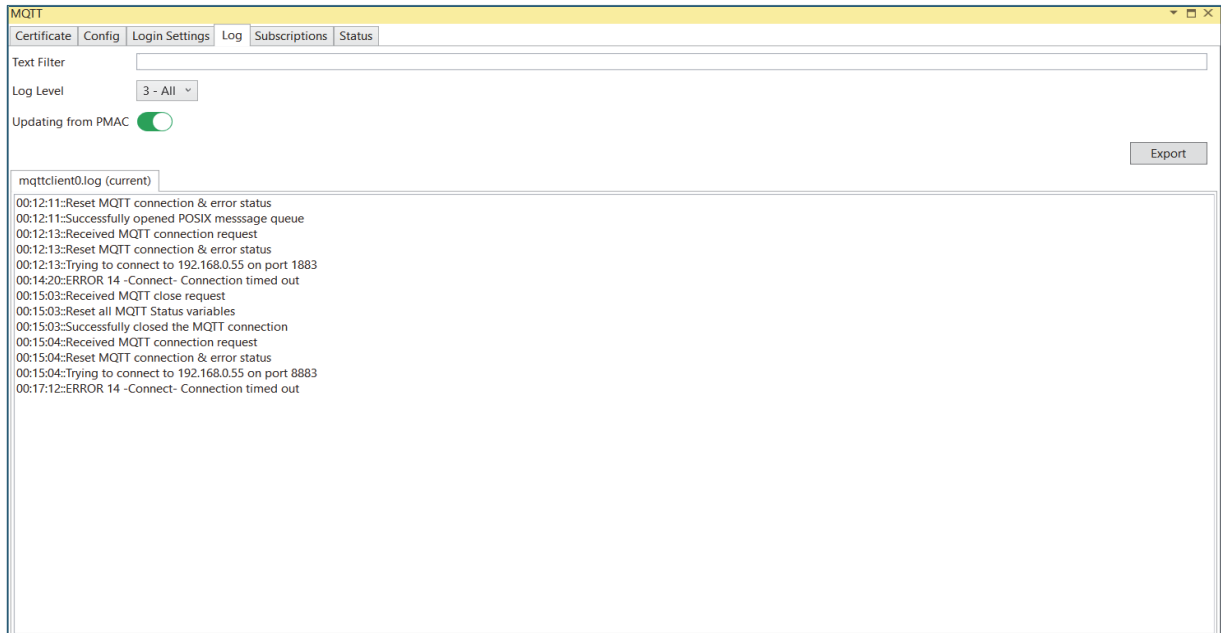 MQTT
Certificate Config Login Settings Log Subscriptions Status
Text Filter
Log Level 3 - All
Updating from PMAC
Export
mqttclient0.log (current)
00:12:11::Reset MQTT connection & error status
00:12:11::Successfully opened POSIX messsage queue
00:12:13::Received MQTT connection request
00:12:13::Reset MQTT connection & error status
00:12:13::Trying to connect to 192.168.0.55 on port 1883
00:14:20::ERROR 14 -Connect- Connection timed out
00:15:03::Received MQTT close request
00:15:03::Reset all MQTT Status variables
00:15:03::Successfully closed the MQTT connection
00:15:04::Received MQTT connection request
00:15:04::Reset MQTT connection & error status
00:15:04::Trying to connect to 192.168.0.55 on port 8883
00:17:12::ERROR 14 -Connect- Connection timed out